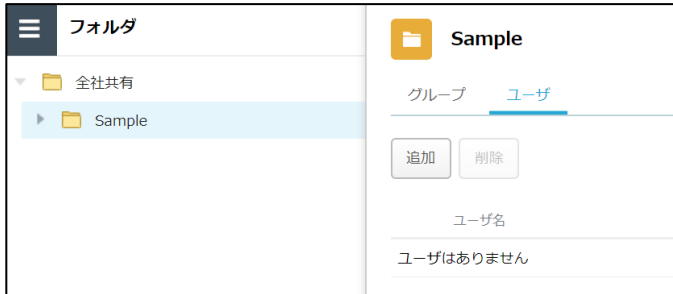 フォルダ
全社共有
Sample
Sample
グループ ユーザ
追加 削除
ユーザ名
ユーザはありません